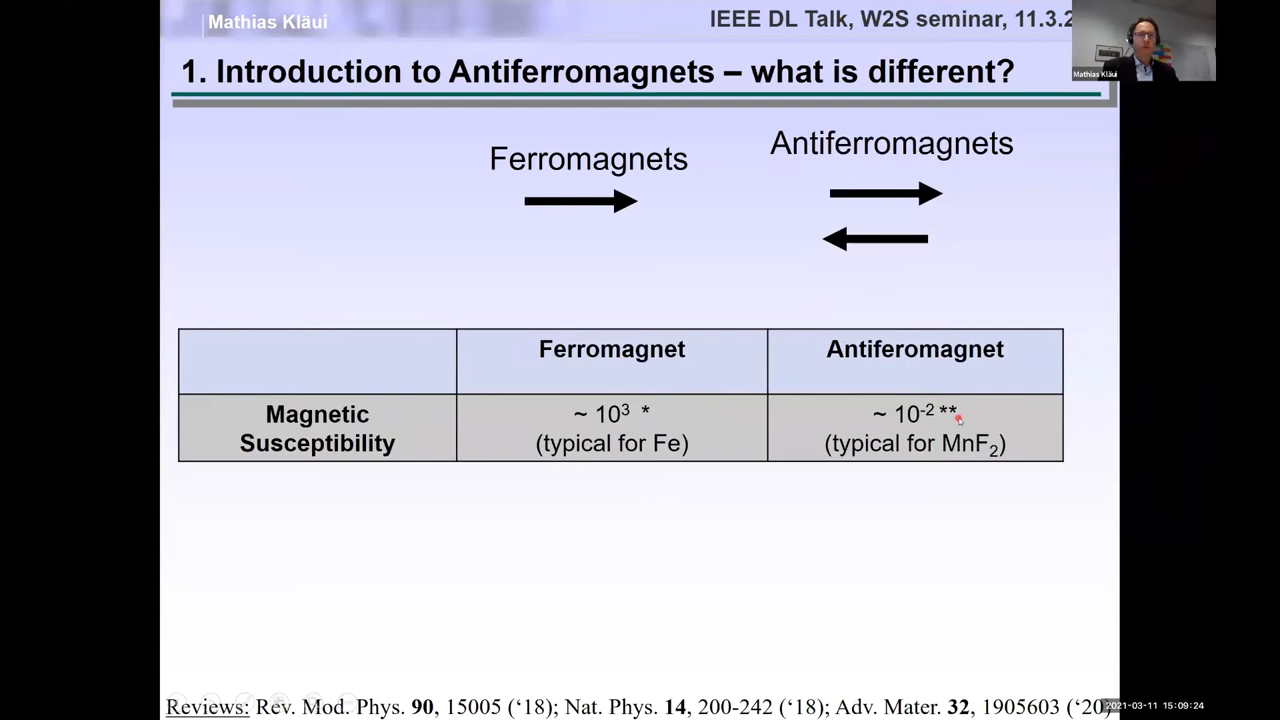 Mathias Kläui
IEEE DL Talk, W2S seminar, 11.3.2
Mathias Kläui
1. Introduction to Antiferromagnets – what is different?
Ferromagnets
Antiferromagnets
Ferromagnet
Antiferomagnet
Magnetic
Susceptibility
~ 10³ *
(typical for Fe)
~ 10⁻² **
(typical for MnF₂)
Reviews: Rev. Mod. Phys. 90, 15005 (‘18); Nat. Phys. 14, 200-242 (‘18); Adv. Mater. 32, 1905603 (‘20)
2021-03-11 15:09:24